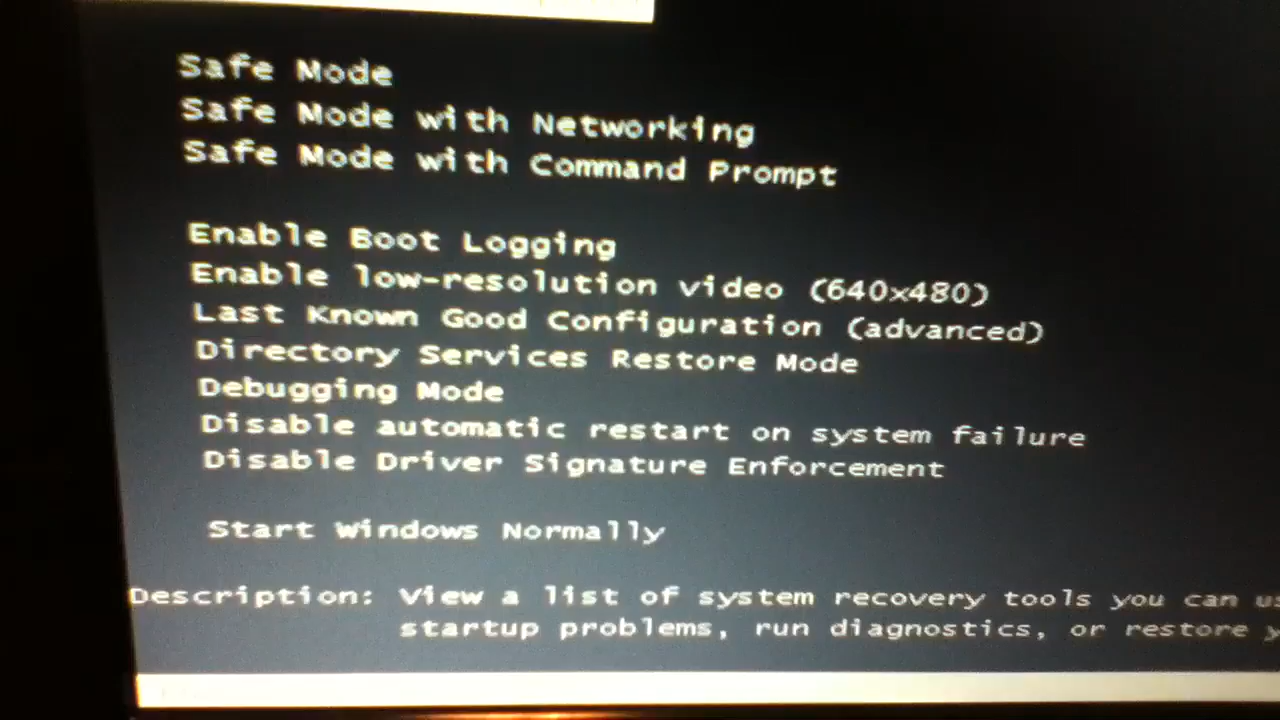 Safe Mode
Safe Mode with Networking
Safe Mode with Command Prompt
Enable Boot Logging
Enable low-resolution video (640x480)
Last Known Good Configuration (advanced)
Directory Services Restore Mode
Debugging Mode
Disable automatic restart on system failure
Disable Driver Signature Enforcement
Start Windows Normally
Description: View a list of system recovery tools you can us
startup problems, run diagnostics, or restore y